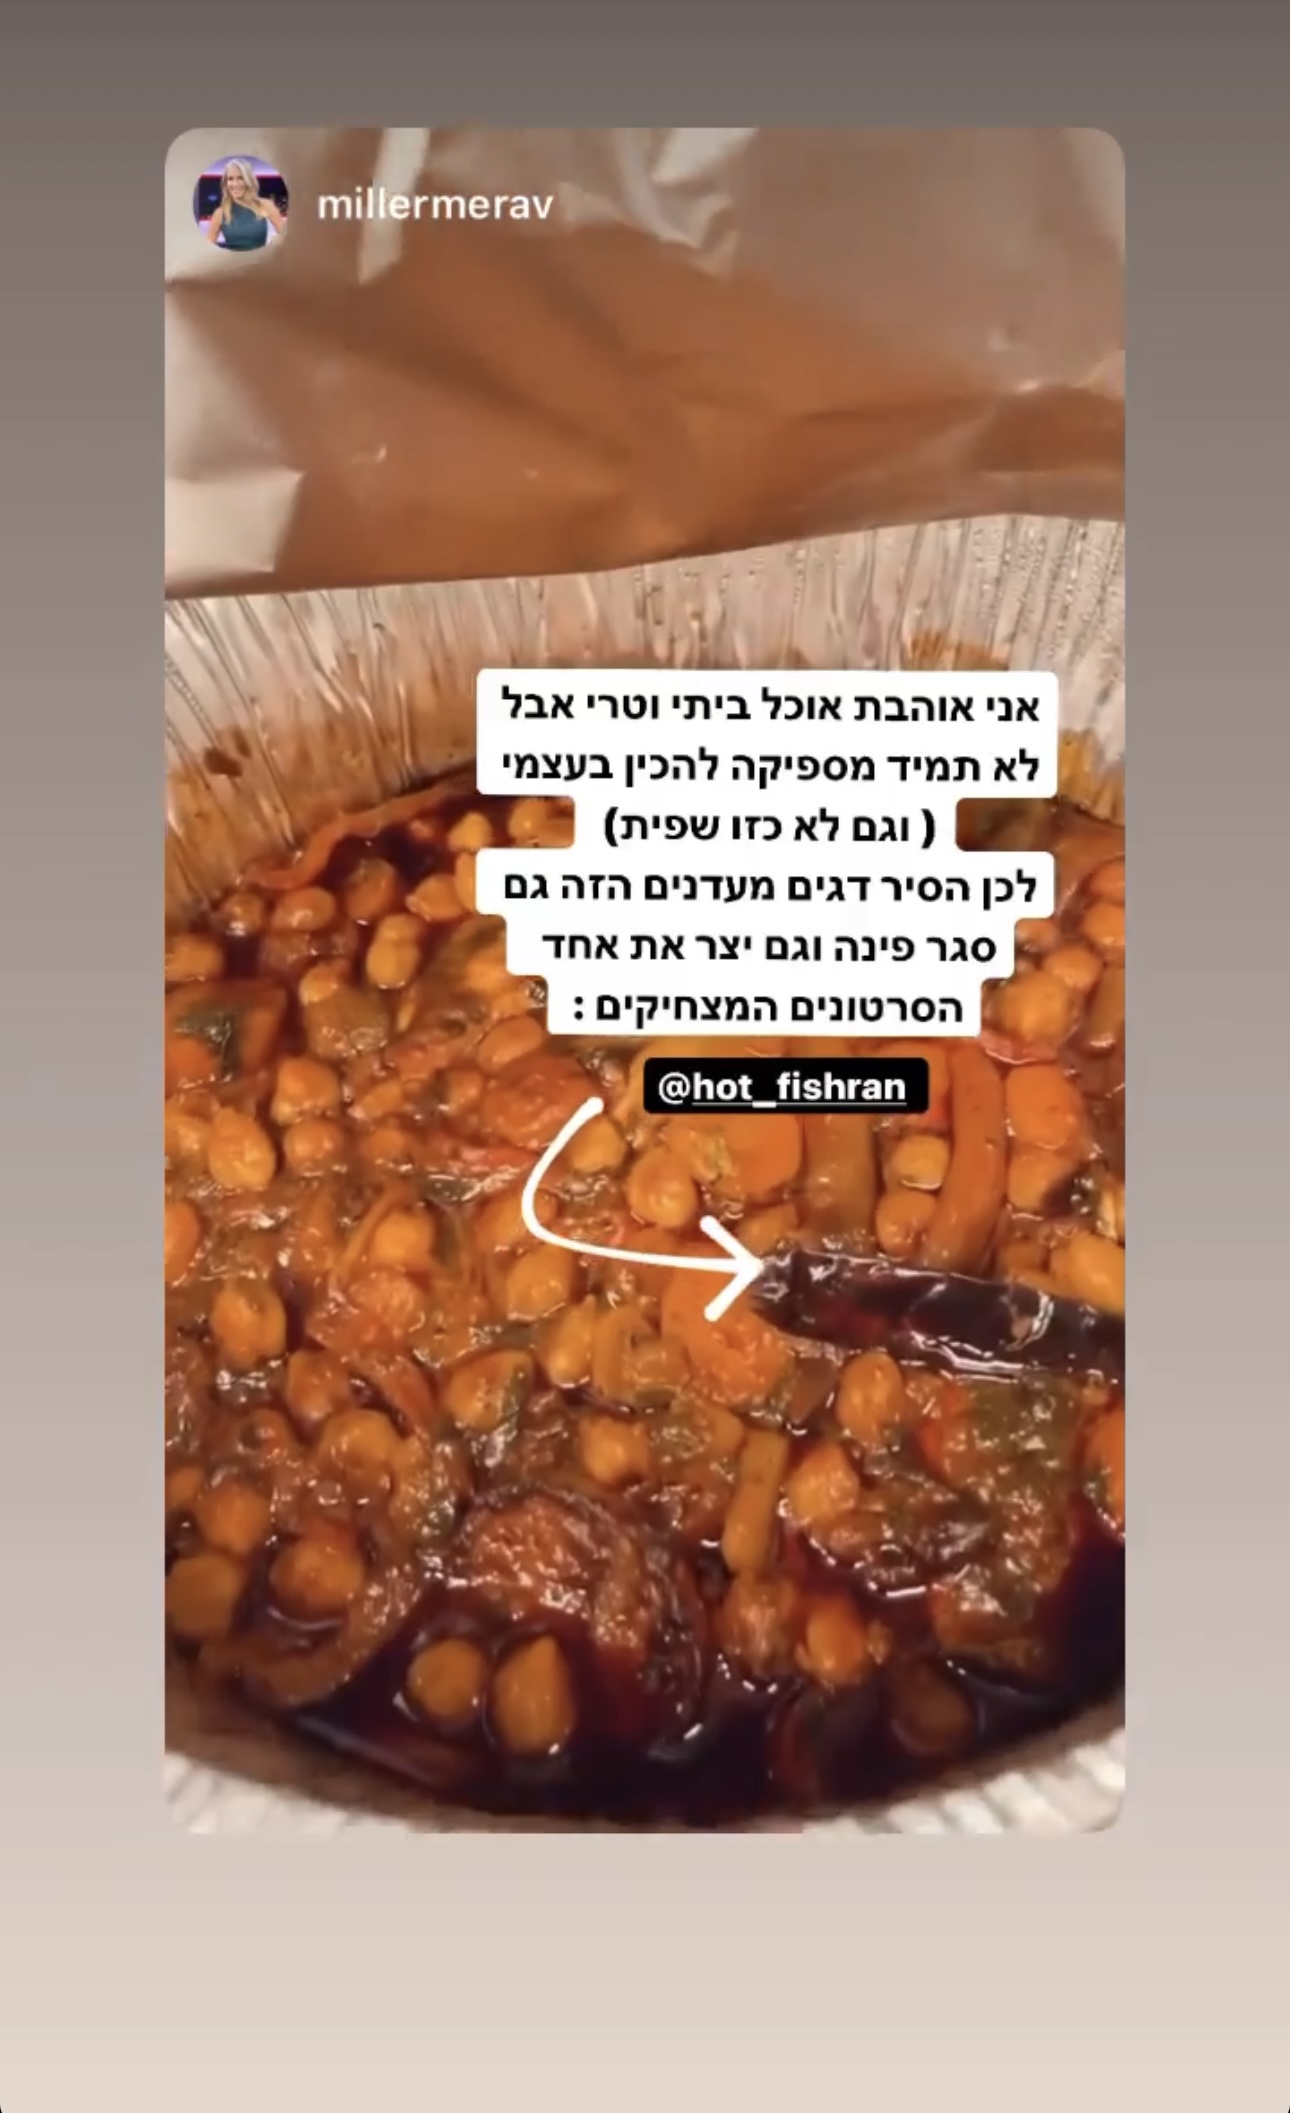 millermerav
אני אוהבת אוכל ביתי וטרי אבל
לא תמיד מספיקה להכין בעצמי
( וגם לא כזו שפית)
לכן הסיר דגים מעדנים הזה גם
סגר פינה וגם יצר את אחד
הסרטונים המצחיקים :
@hot_fishran